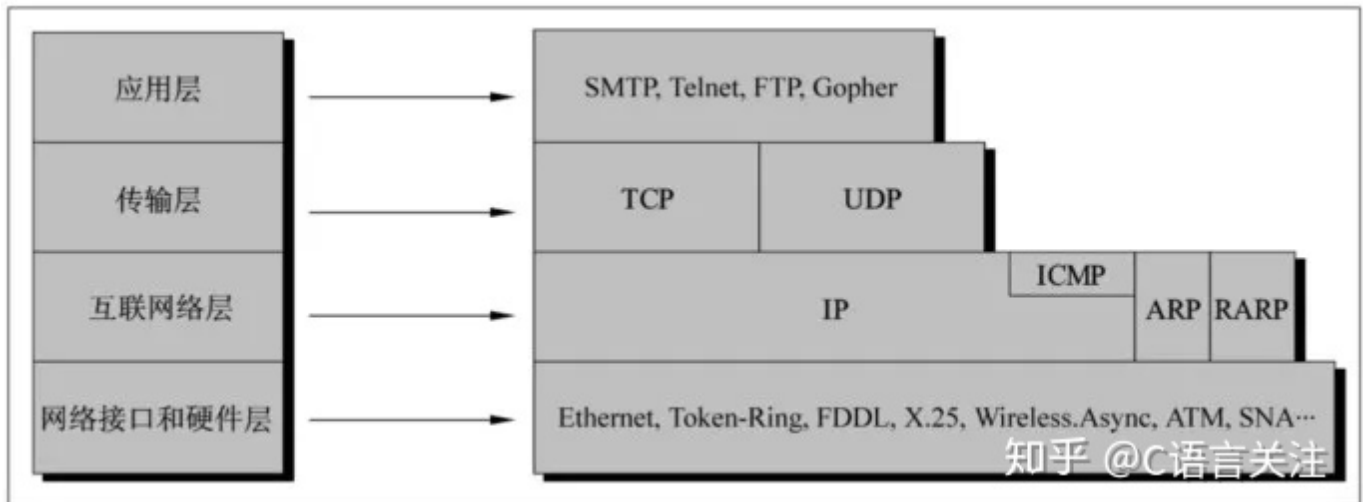 应用层
SMTP, Telnet, FTP, Gopher
传输层
TCP
UDP
互联网络层
IP
ICMP
ARP
RARP
网络接口和硬件层
Ethernet, Token-Ring, FDDL, X.25, Wireless.Async, ATM, SNA···
知乎 @C语言关注